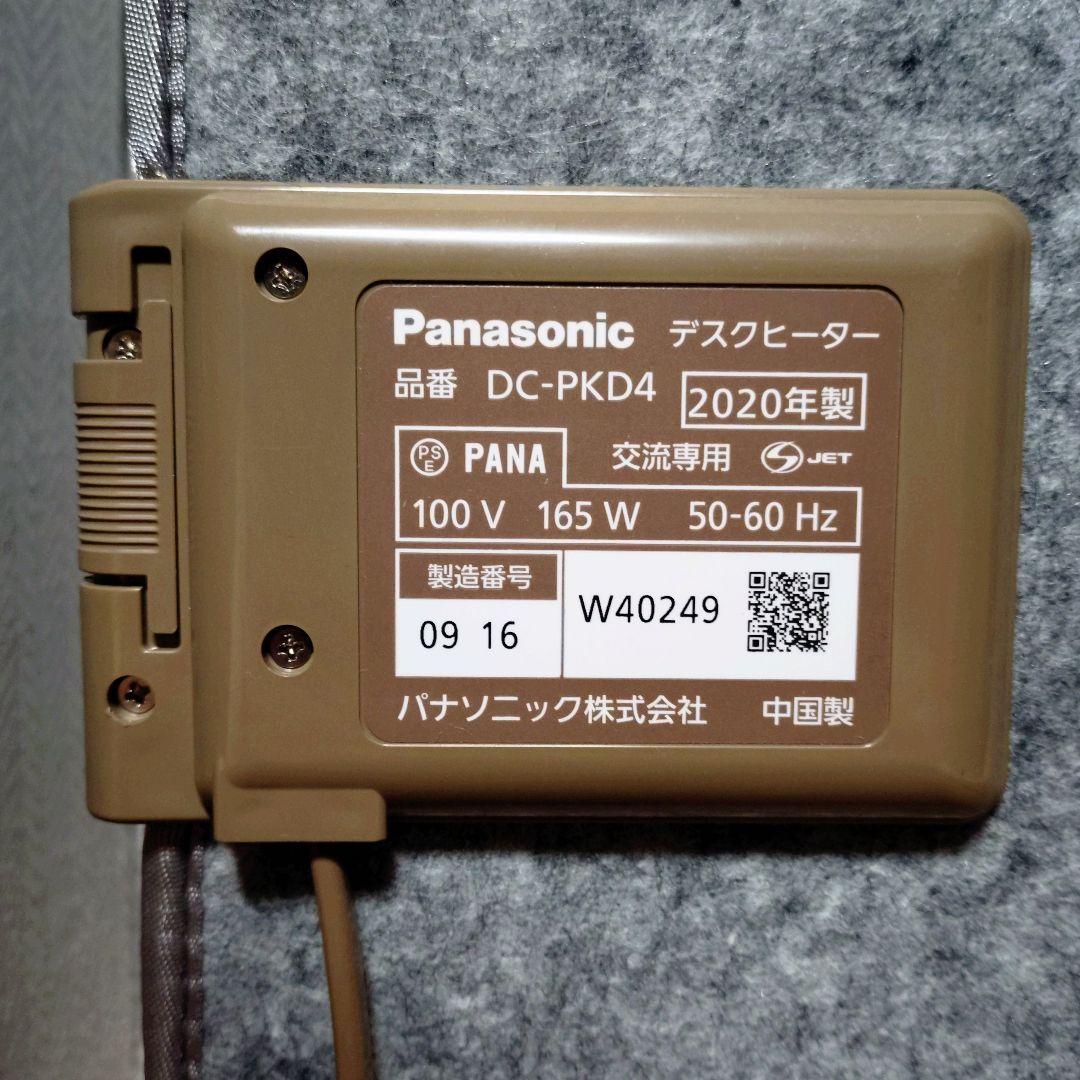 Panasonic デスクヒーター
品番 DC-PKD4 2020年製
PSE PANA 交流専用 JET
100 V 165 W 50-60 Hz
製造番号
09 16 W40249
パナソニック株式会社 中国製